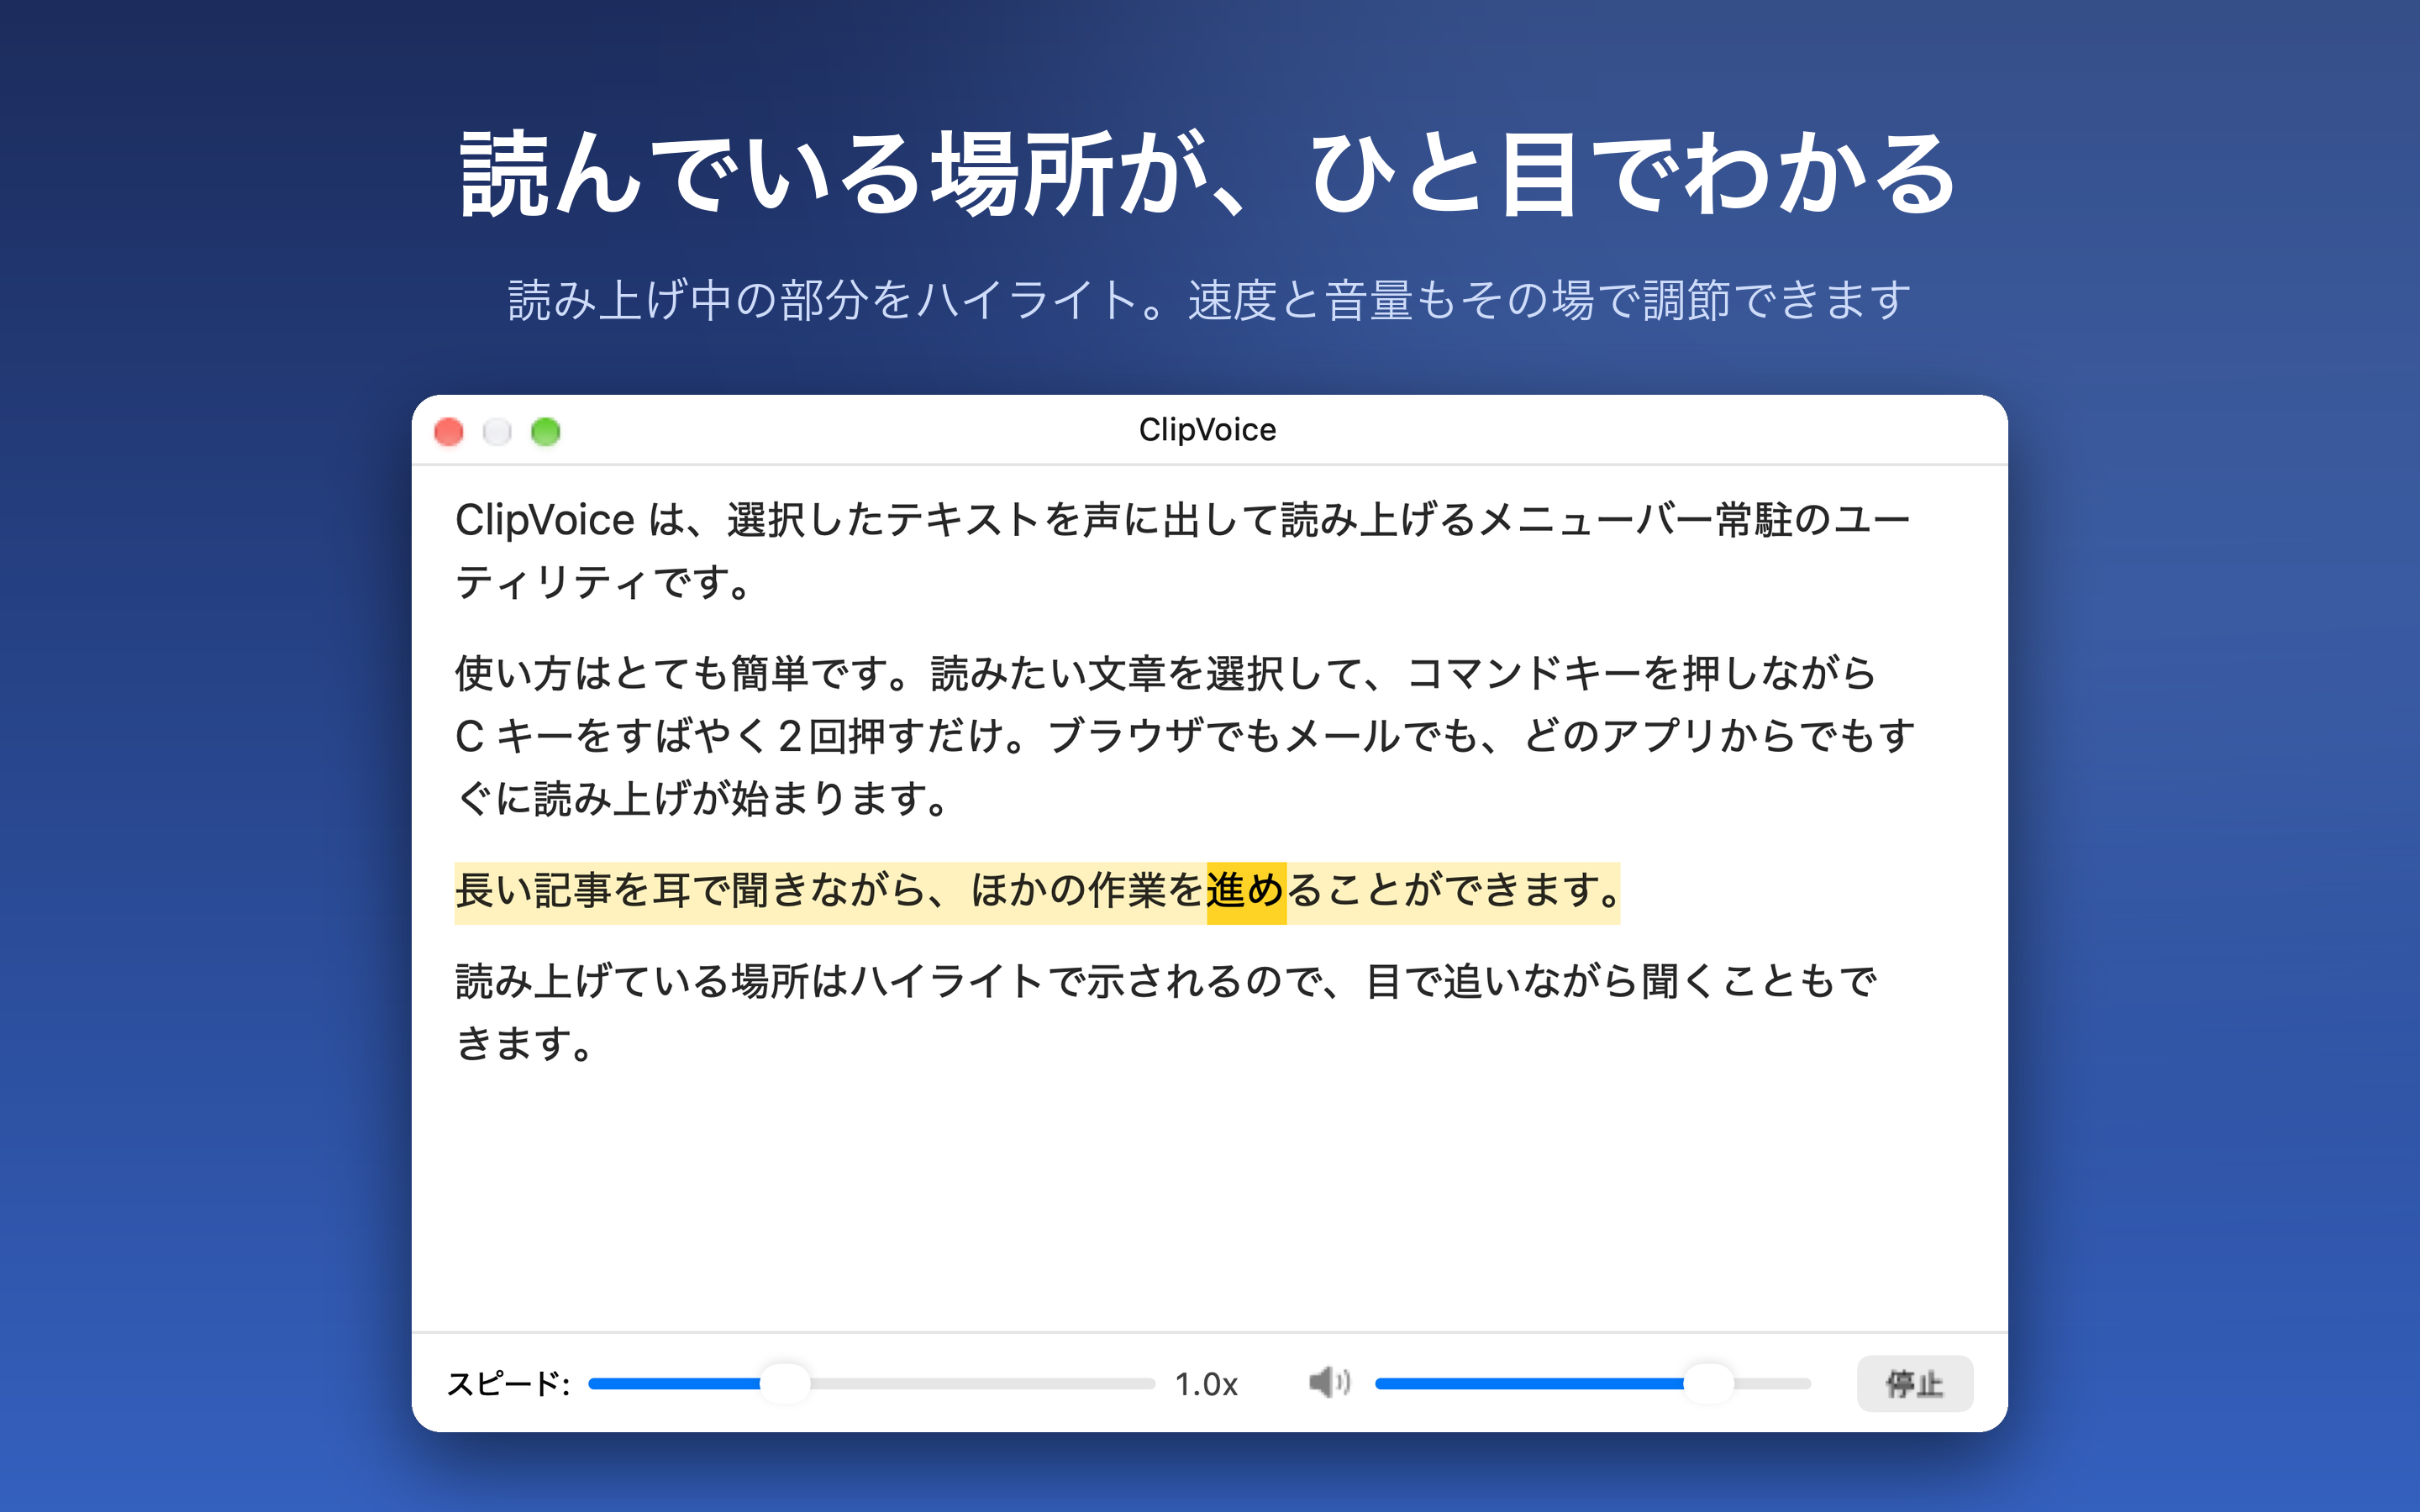 読んでいる場所が、ひと目でわかる
読み上げ中の部分をハイライト。速度と音量もその場で調節できます
ClipVoice
ClipVoice は、選択したテキストを声に出して読み上げるメニューバー常駐のユー
ティリティです。
使い方はとても簡単です。読みたい文章を選択して、コマンドキーを押しながら
C キーをすばやく2回押すだけ。ブラウザでもメールでも、どのアプリからでもす
ぐに読み上げが始まります。
長い記事を耳で聞きながら、ほかの作業を進めることができます。
読み上げている場所はハイライトで示されるので、目で追いながら聞くこともで
きます。
スピード: 1.0x 停止